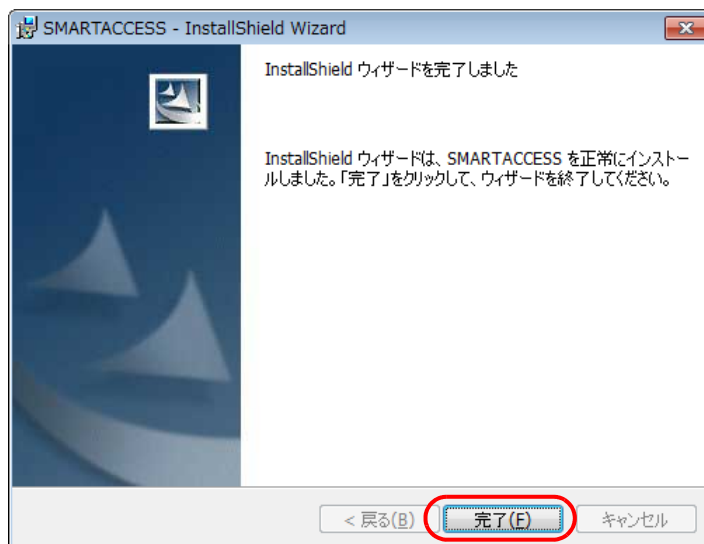 SMARTACCESS - InstallShield Wizard
InstallShield ウィザードを完了しました
InstallShield ウィザードは、SMARTACCESS を正常にインストー
ルしました。「完了」をクリックして、ウィザードを終了してください。
< 戻る(B) 完了(F) キャンセル